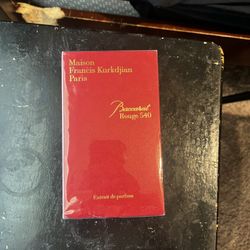 Maison
Francis Kurkdjian
Paris
Baccarat
Rouge 540
Extrait de parfum